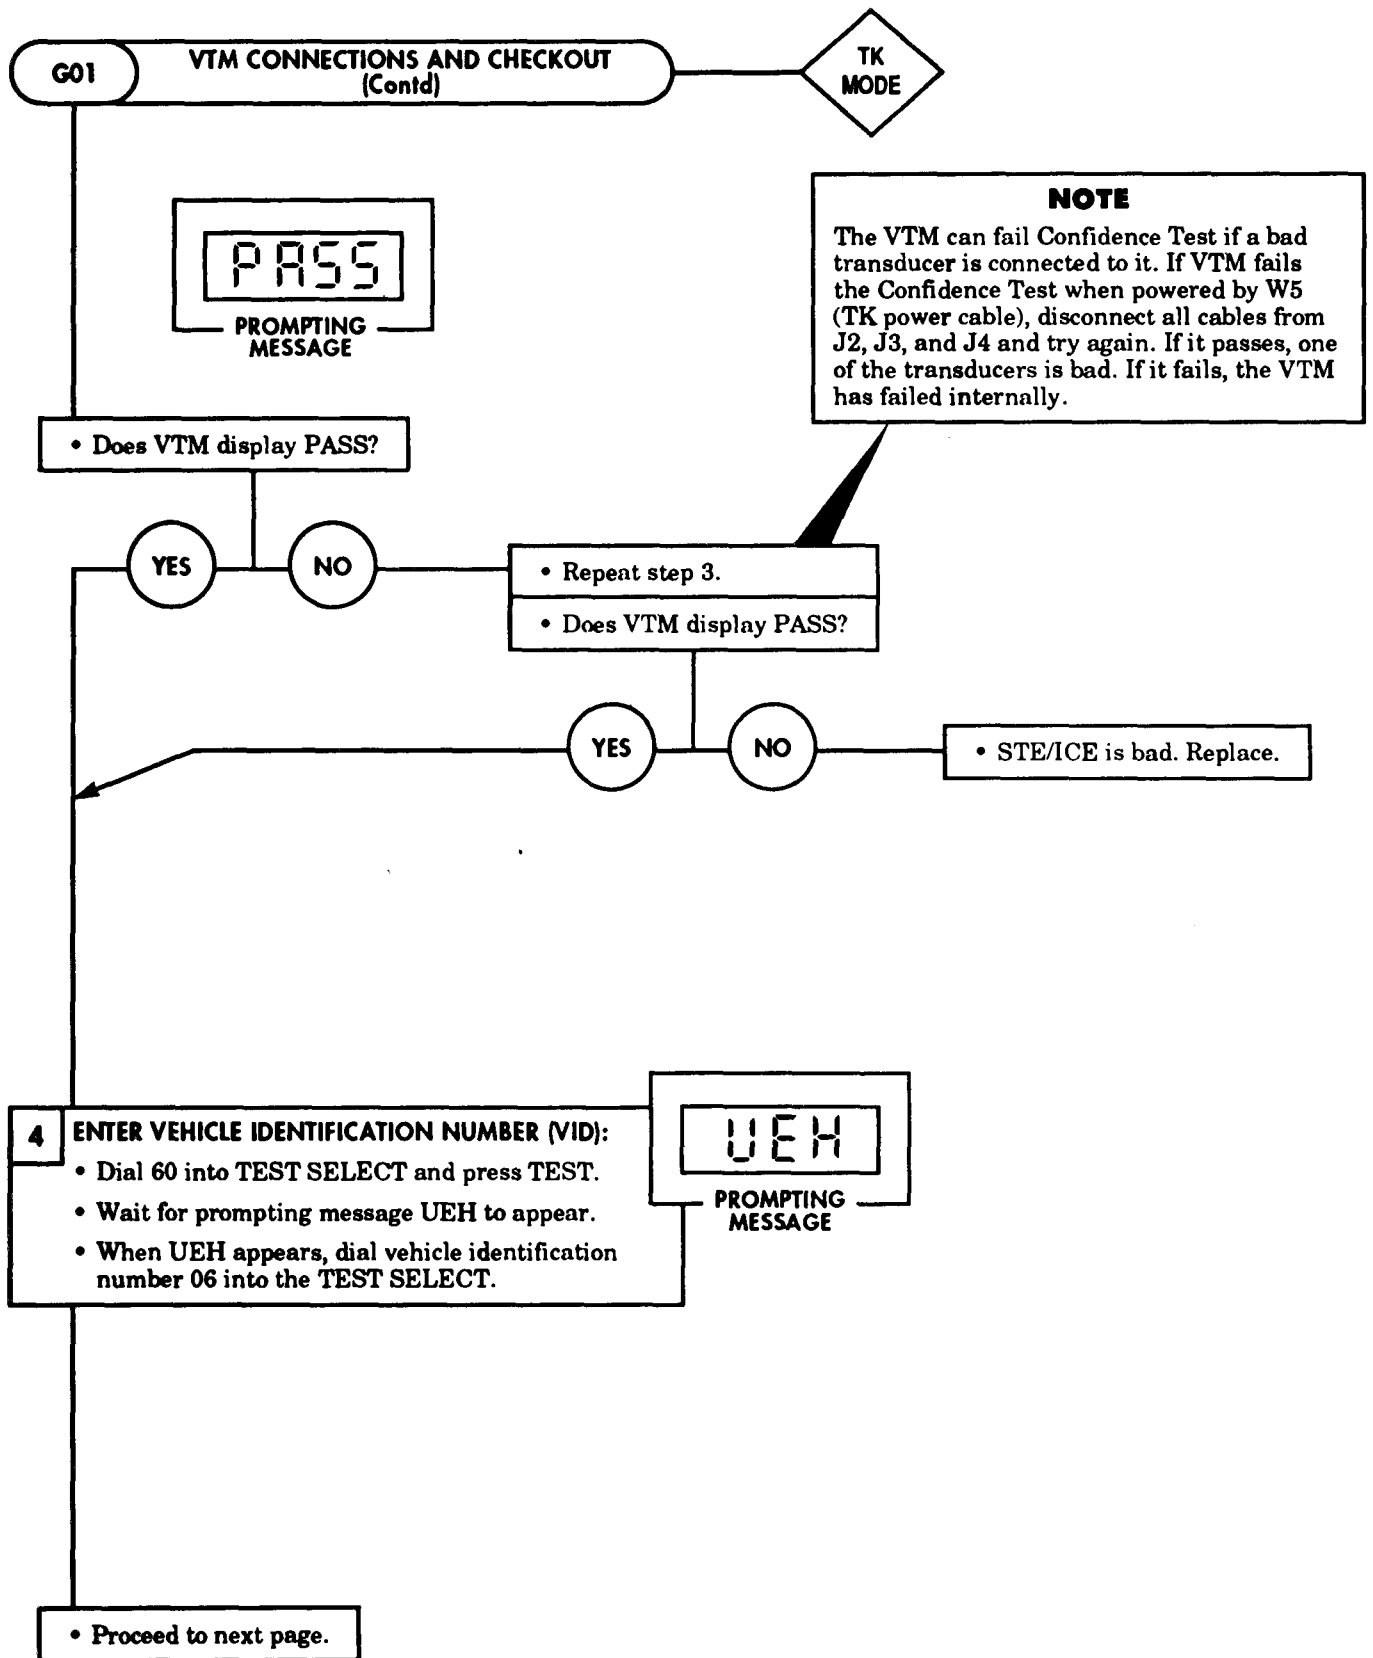 G01
VTM CONNECTIONS AND CHECKOUT
(Contd)
TK
MODE
PASS
PROMPTING
MESSAGE
NOTE
The VTM can fail Confidence Test if a bad
transducer is connected to it. If VTM fails
the Confidence Test when powered by W5
(TK power cable), disconnect all cables from
J2, J3, and J4 and try again. If it passes, one
of the transducers is bad. If it fails, the VTM
has failed internally.
• Does VTM display PASS?
YES
NO
• Repeat step 3.
• Does VTM display PASS?
YES
NO
• STE/ICE is bad. Replace.
4
ENTER VEHICLE IDENTIFICATION NUMBER (VID):
• Dial 60 into TEST SELECT and press TEST.
• Wait for prompting message UEH to appear.
• When UEH appears, dial vehicle identification
number 06 into the TEST SELECT.
UEH
PROMPTING
MESSAGE
• Proceed to next page.